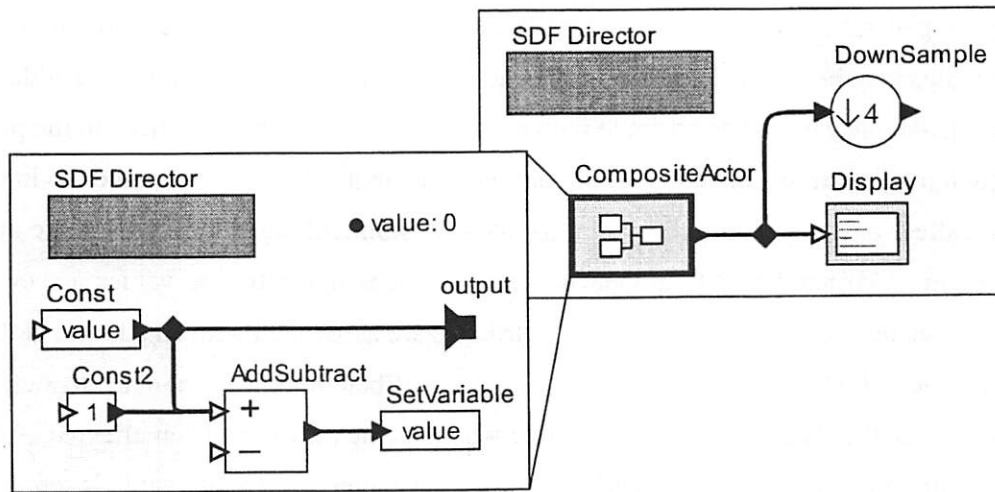 SDF Director
DownSample
↓4
CompositeActor
Display
SDF Director
value: 0
output
Const
value
Const2
1
AddSubtract
+
−
SetVariable
value